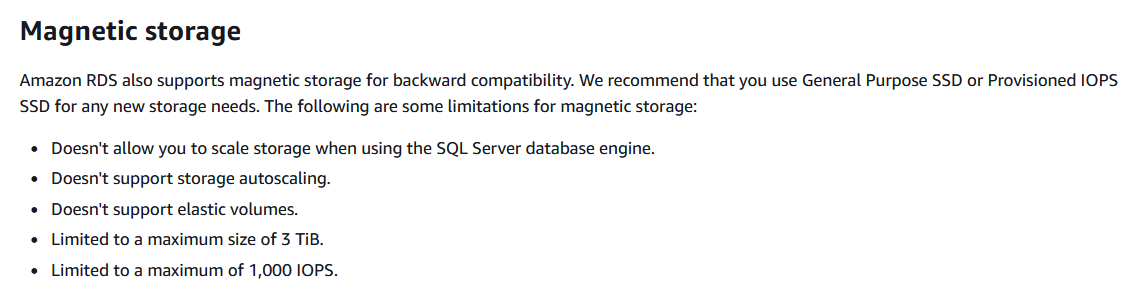 Magnetic storage
Amazon RDS also supports magnetic storage for backward compatibility. We recommend that you use General Purpose SSD or Provisioned IOPS
SSD for any new storage needs. The following are some limitations for magnetic storage:
• Doesn't allow you to scale storage when using the SQL Server database engine.
• Doesn't support storage autoscaling.
• Doesn't support elastic volumes.
• Limited to a maximum size of 3 TiB.
• Limited to a maximum of 1,000 IOPS.